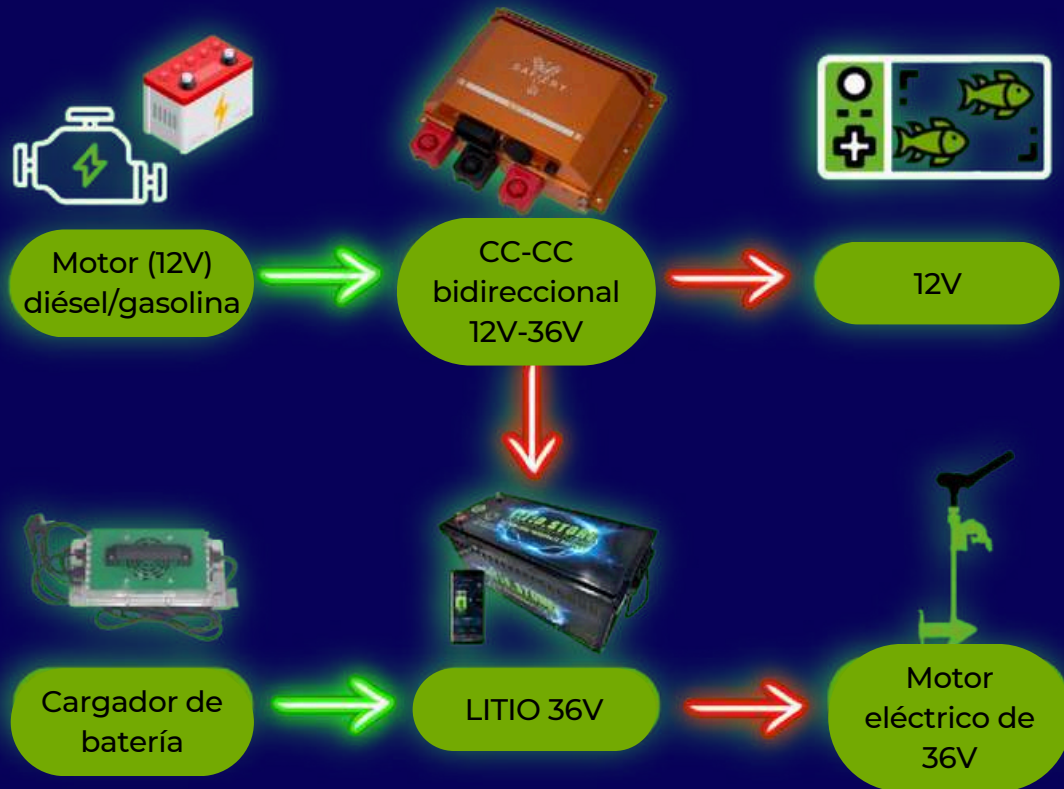 BATTERY
Motor (12V)
diésel/gasolina
CC-CC
bidireccional
12V-36V
12V
Cargador de
batería
LITIO 36V
Motor
eléctrico de
36V